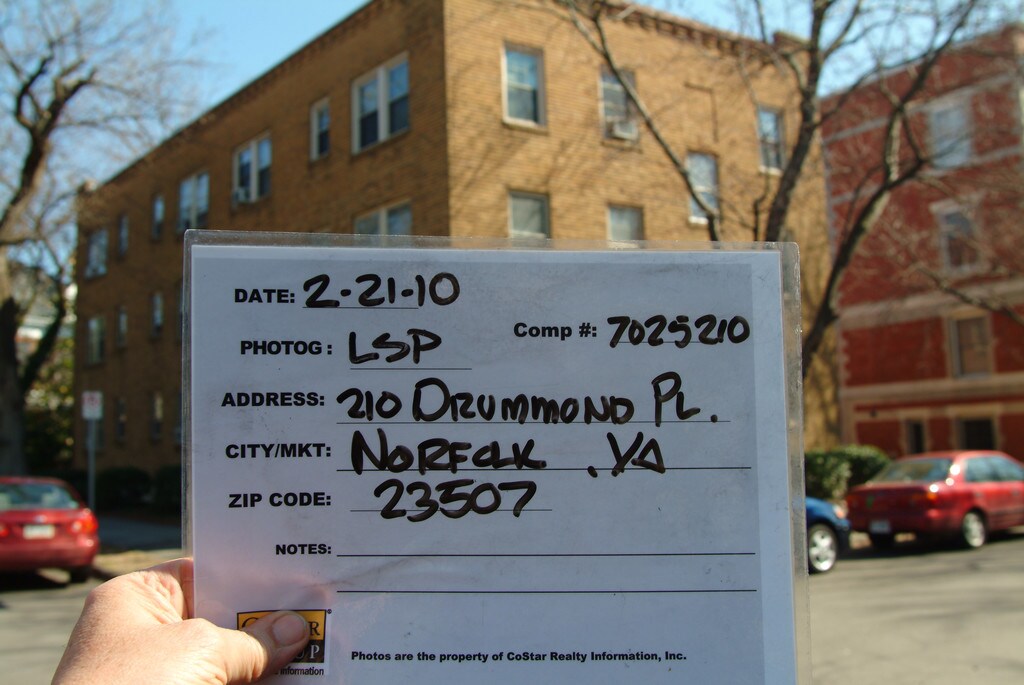 DATE: 2-21-10
PHOTOG: LSP Comp #: 7025210
ADDRESS: 210 DRUMMOND PL.
CITY/MKT: NORFOLK, VA
ZIP CODE: 23507
NOTES:
Information
Photos are the property of CoStar Realty Information, Inc.